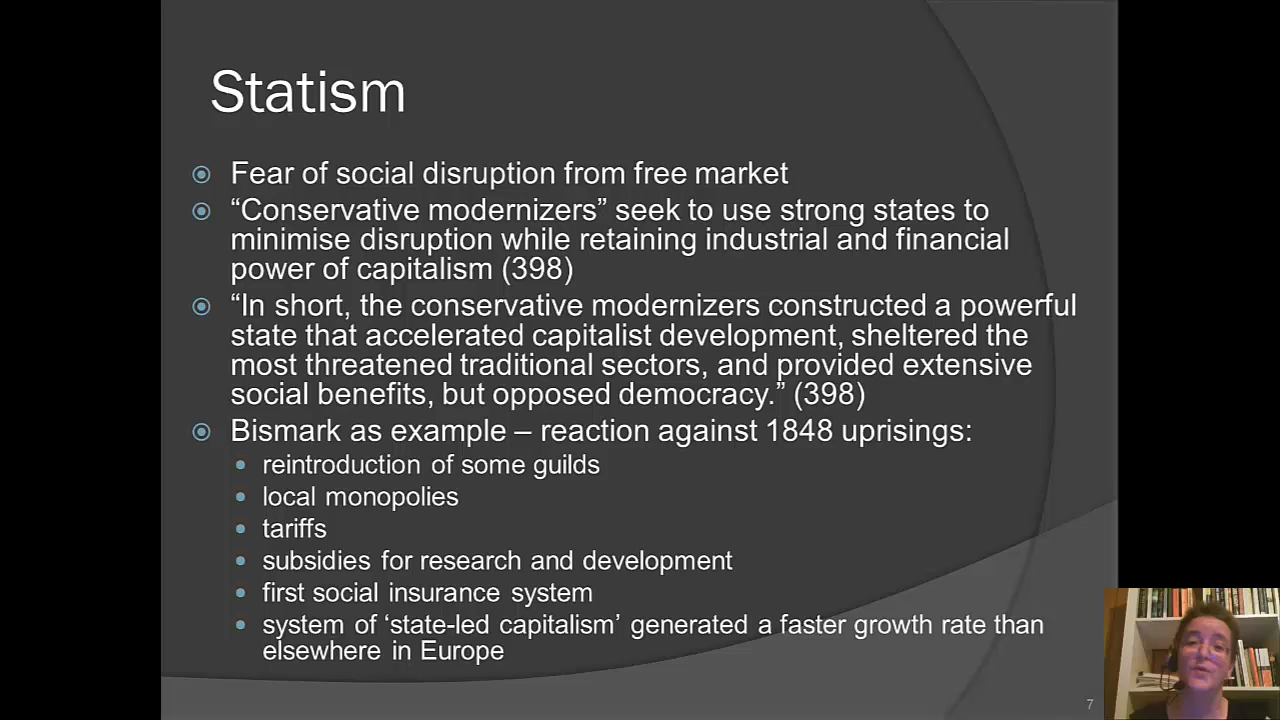 Statism
Fear of social disruption from free market
“Conservative modernizers” seek to use strong states to
minimise disruption while retaining industrial and financial
power of capitalism (398)
“In short, the conservative modernizers constructed a powerful
state that accelerated capitalist development, sheltered the
most threatened traditional sectors, and provided extensive
social benefits, but opposed democracy.” (398)
Bismark as example – reaction against 1848 uprisings:
reintroduction of some guilds
local monopolies
tariffs
subsidies for research and development
first social insurance system
system of ‘state-led capitalism’ generated a faster growth rate than
elsewhere in Europe
7